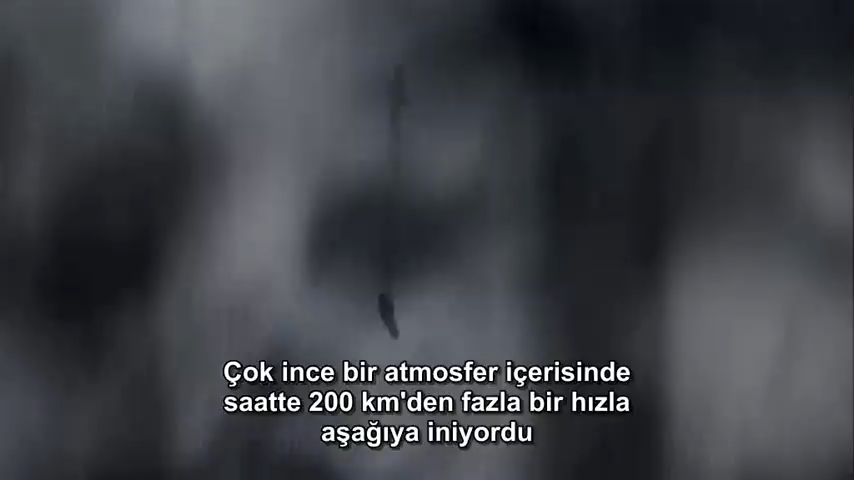 Çok ince bir atmosfer içerisinde
saatte 200 km'den fazla bir hızla
aşağıya iniyordu